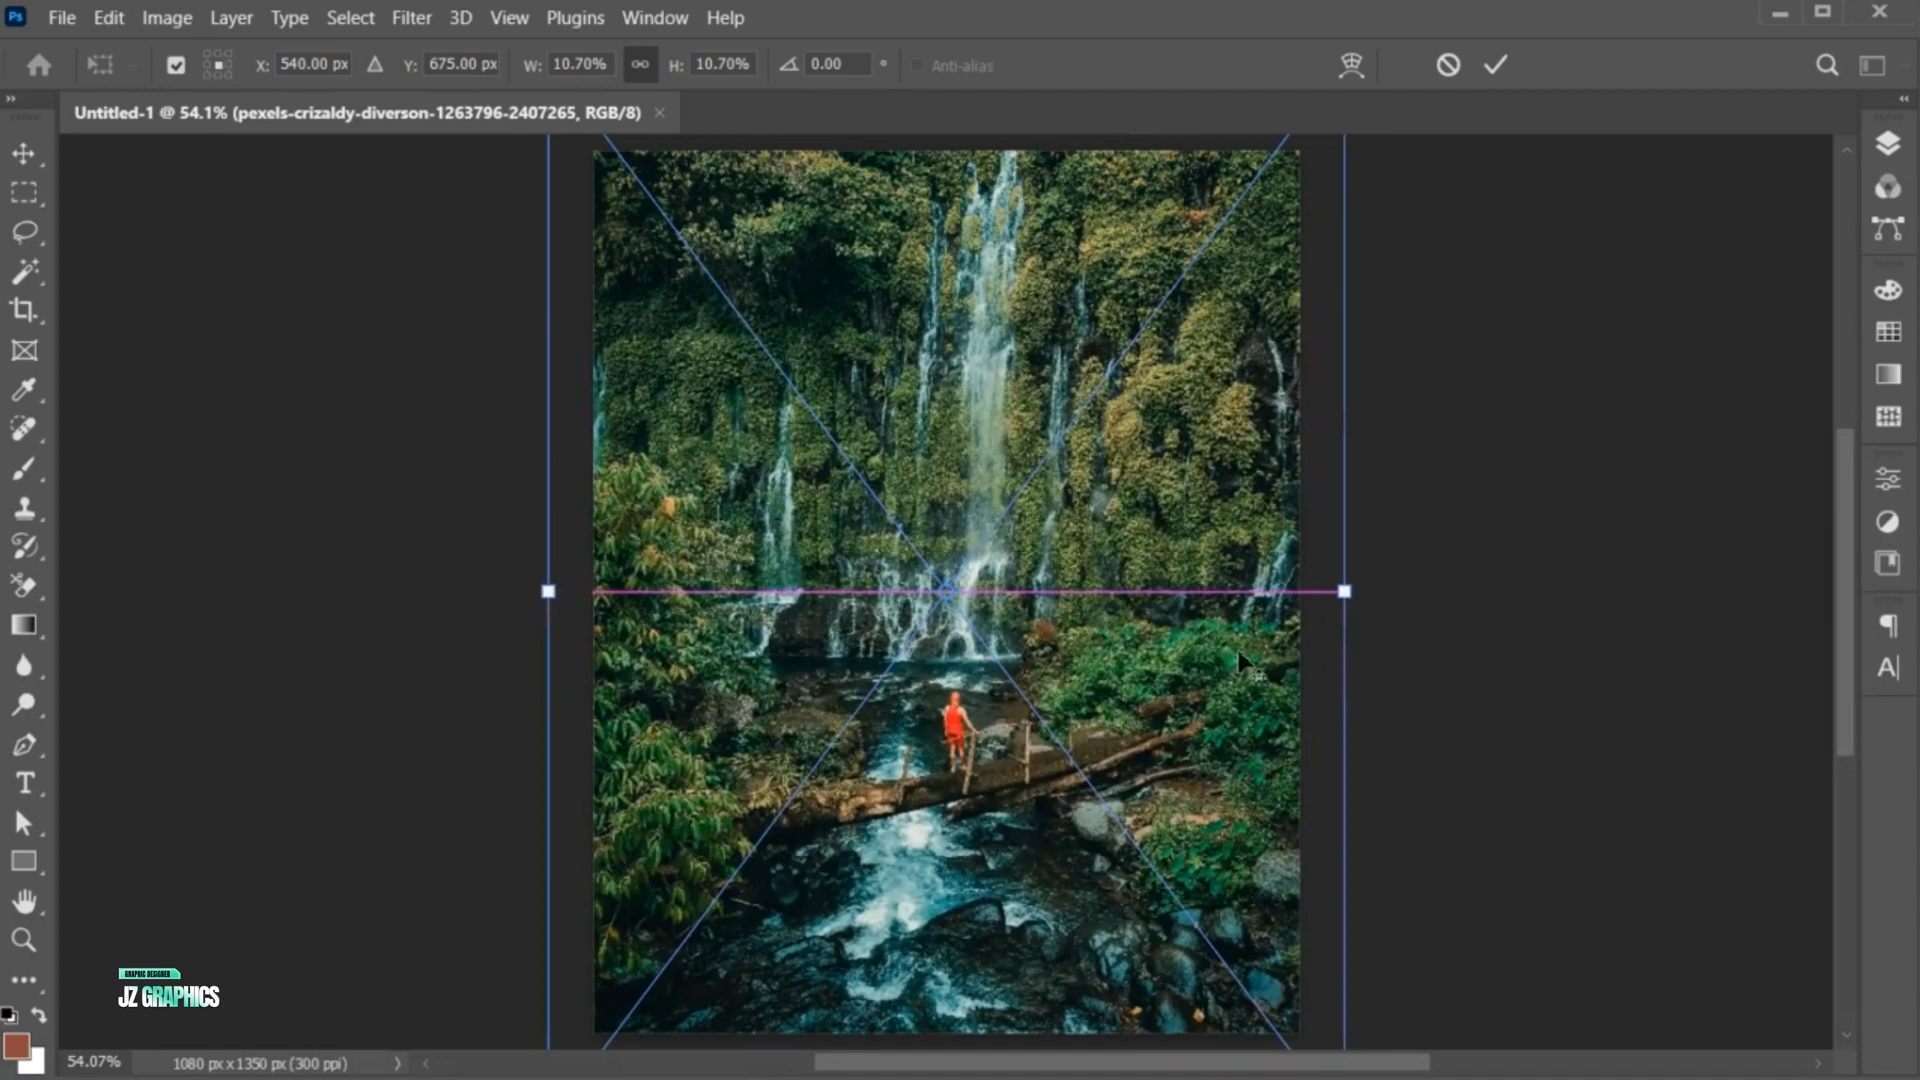 Ps File Edit Image Layer Type Select Filter 3D View Plugins Window Help
X: 540.00 px Y: 675.00 px W: 10.70% H: 10.70% 0.00 ° Anti-alias
Untitled-1 @ 54.1% (pexels-crizaldy-diverson-1263796-2407265, RGB/8) ×
GRAPHIC DESIGNER
JZ GRAPHICS
54.07% 1080 px x 1350 px (300 ppi)